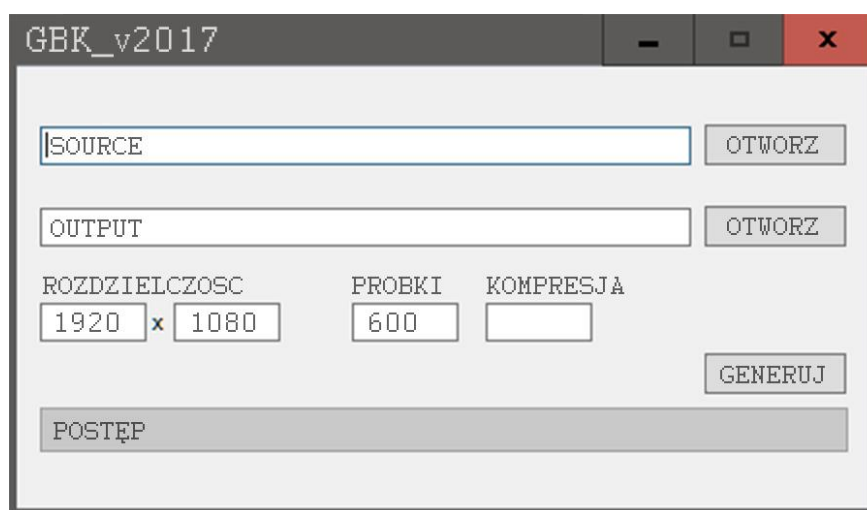 GBK_v2017
SOURCE OTWORZ
OUTPUT OTWORZ
ROZDZIELCZOSC PROBKI KOMPRESJA
1920 x 1080 600
GENERUJ
POSTĘP